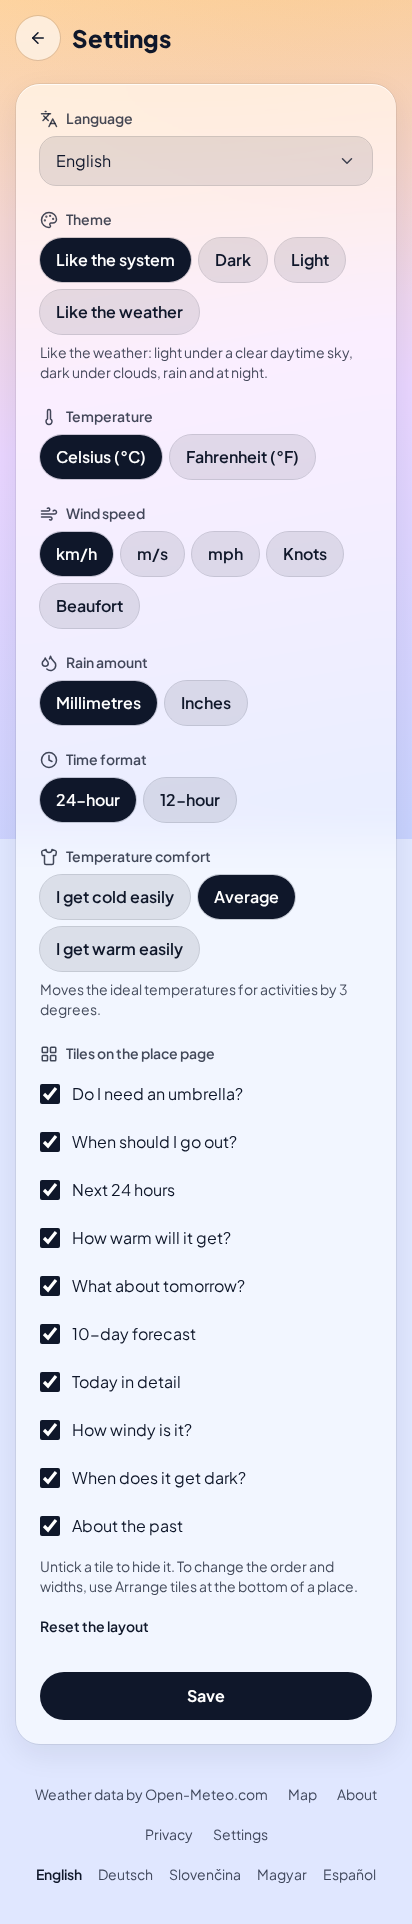 Settings
Language
English
Theme
Like the system
Dark
Light
Like the weather
Like the weather: light under a clear daytime sky,
dark under clouds, rain and at night.
Temperature
Celsius (°C)
Fahrenheit (°F)
Wind speed
km/h
m/s
mph
Knots
Beaufort
Rain amount
Millimetres
Inches
Time format
24-hour
12-hour
Temperature comfort
I get cold easily
Average
I get warm easily
Moves the ideal temperatures for activities by 3
degrees.
Tiles on the place page
Do I need an umbrella?
When should I go out?
Next 24 hours
How warm will it get?
What about tomorrow?
10-day forecast
Today in detail
How windy is it?
When does it get dark?
About the past
Untick a tile to hide it. To change the order and
widths, use Arrange tiles at the bottom of a place.
Reset the layout
Save
Weather data by Open-Meteo.com Map About
Privacy Settings
English Deutsch Slovenčina Magyar Español